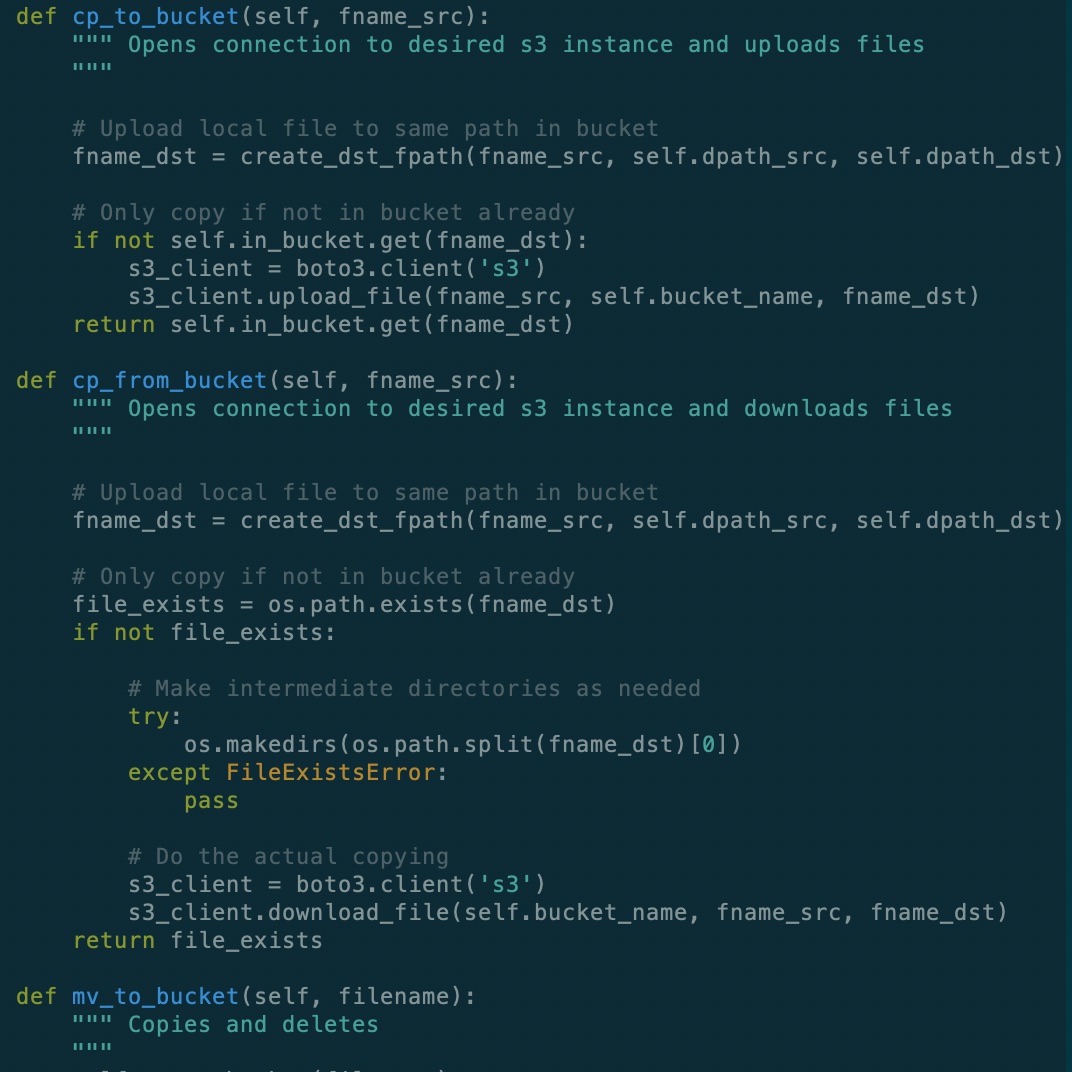 def cp_to_bucket(self, fname_src):
    """ Opens connection to desired s3 instance and uploads files
    """

    # Upload local file to same path in bucket
    fname_dst = create_dst_fpath(fname_src, self.dpath_src, self.dpath_dst)

    # Only copy if not in bucket already
    if not self.in_bucket.get(fname_dst):
        s3_client = boto3.client('s3')
        s3_client.upload_file(fname_src, self.bucket_name, fname_dst)
    return self.in_bucket.get(fname_dst)

def cp_from_bucket(self, fname_src):
    """ Opens connection to desired s3 instance and downloads files
    """

    # Upload local file to same path in bucket
    fname_dst = create_dst_fpath(fname_src, self.dpath_src, self.dpath_dst)

    # Only copy if not in bucket already
    file_exists = os.path.exists(fname_dst)
    if not file_exists:

        # Make intermediate directories as needed
        try:
            os.makedirs(os.path.split(fname_dst)[0])
        except FileExistsError:
            pass

        # Do the actual copying
        s3_client = boto3.client('s3')
        s3_client.download_file(self.bucket_name, fname_src, fname_dst)
    return file_exists

def mv_to_bucket(self, filename):
    """ Copies and deletes
    """